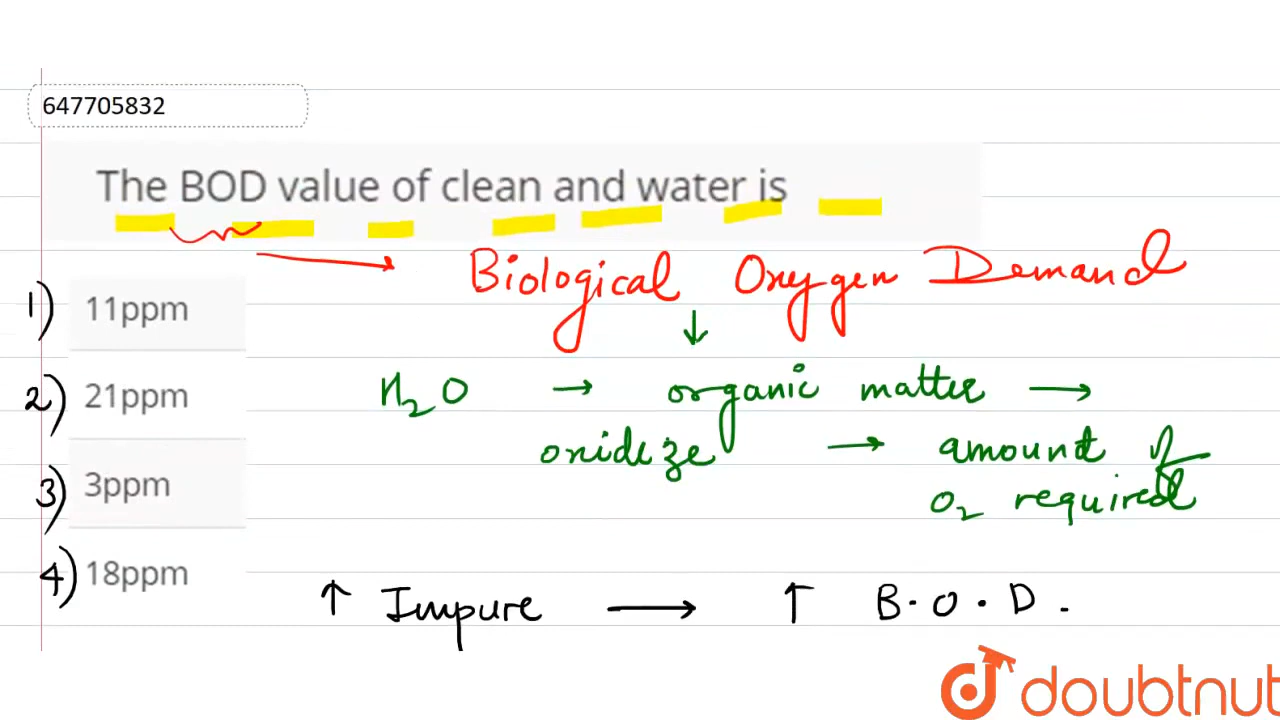 647705832
The BOD value of clean and water is
Biological Oxygen Demand
1) 11ppm
↓
H2O → organic matter →
2) 21ppm
oxidize → amount of
3) 3ppm
O2 required
4) 18ppm
↑ Impure → ↑ B.O.D.
doubtnut